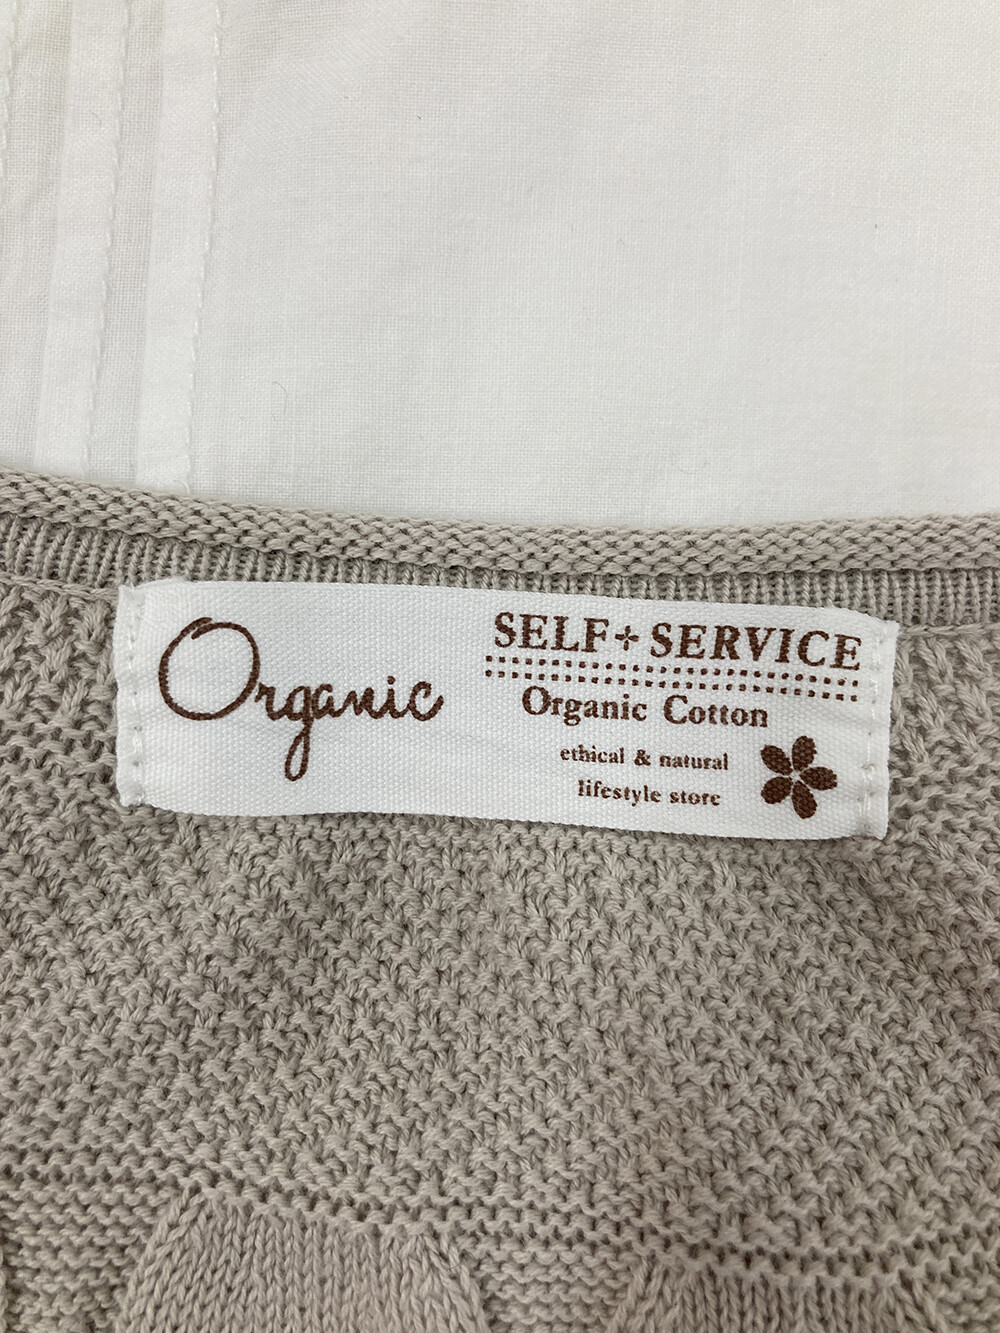 Organic
SELF+SERVICE
Organic Cotton
ethical & natural
lifestyle store